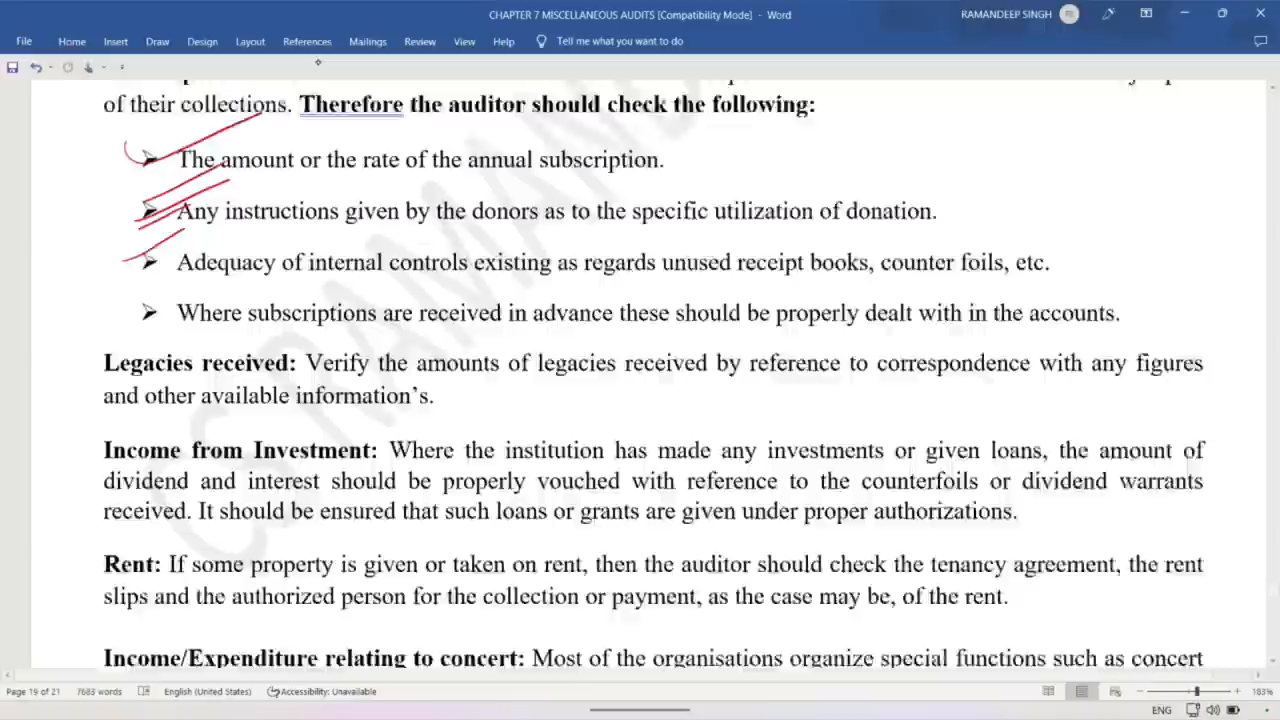 CHAPTER 7 MISCELLANEOUS AUDITS [Compatibility Mode] - Word
RAMANDEEP SINGH
RS
File Home Insert Draw Design Layout References Mailings Review View Help Tell me what you want to do
of their collections. Therefore the auditor should check the following:
The amount or the rate of the annual subscription.
Any instructions given by the donors as to the specific utilization of donation.
Adequacy of internal controls existing as regards unused receipt books, counter foils, etc.
Where subscriptions are received in advance these should be properly dealt with in the accounts.
Legacies received: Verify the amounts of legacies received by reference to correspondence with any figures
and other available information’s.
Income from Investment: Where the institution has made any investments or given loans, the amount of
dividend and interest should be properly vouched with reference to the counterfoils or dividend warrants
received. It should be ensured that such loans or grants are given under proper authorizations.
Rent: If some property is given or taken on rent, then the auditor should check the tenancy agreement, the rent
slips and the authorized person for the collection or payment, as the case may be, of the rent.
Income/Expenditure relating to concert: Most of the organisations organize special functions such as concert
Page 19 of 21 7683 words English (United States) Accessibility: Unavailable 183%
ENG